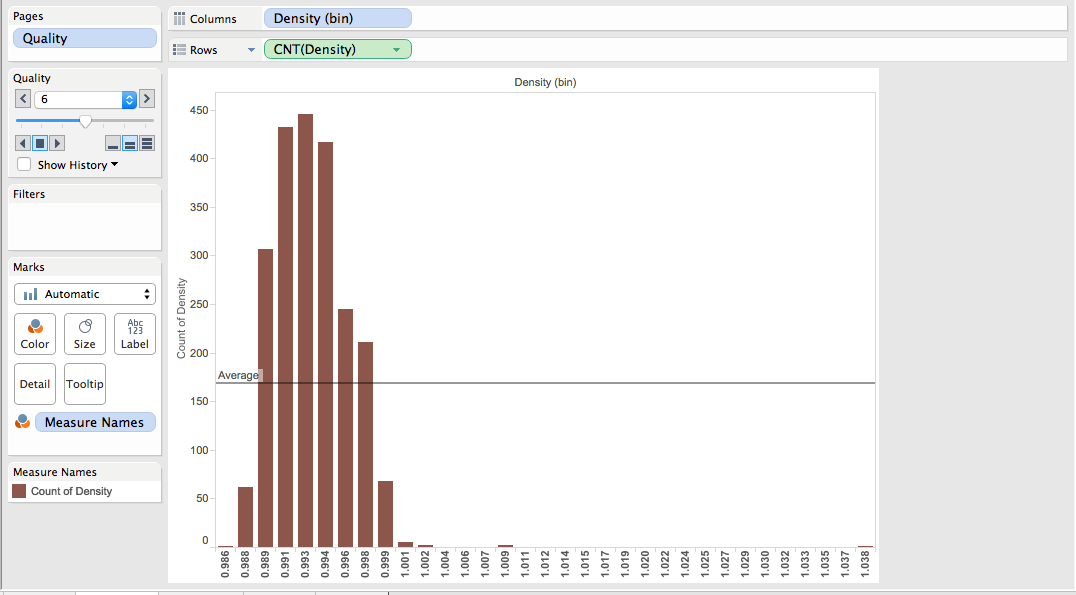 Pages
Quality
Quality
6
Show History
Filters
Marks
Automatic
Color
Size
Abc
123
Label
Detail
Tooltip
Measure Names
Measure Names
Count of Density
Columns
Density (bin)
Rows
CNT(Density)
Density (bin)
Count of Density
450
400
350
300
250
200
150
100
50
0
Average
0.986
0.988
0.989
0.991
0.993
0.994
0.996
0.998
0.999
1.001
1.002
1.004
1.006
1.007
1.009
1.011
1.012
1.014
1.015
1.017
1.019
1.020
1.022
1.024
1.025
1.027
1.029
1.030
1.032
1.033
1.035
1.037
1.038